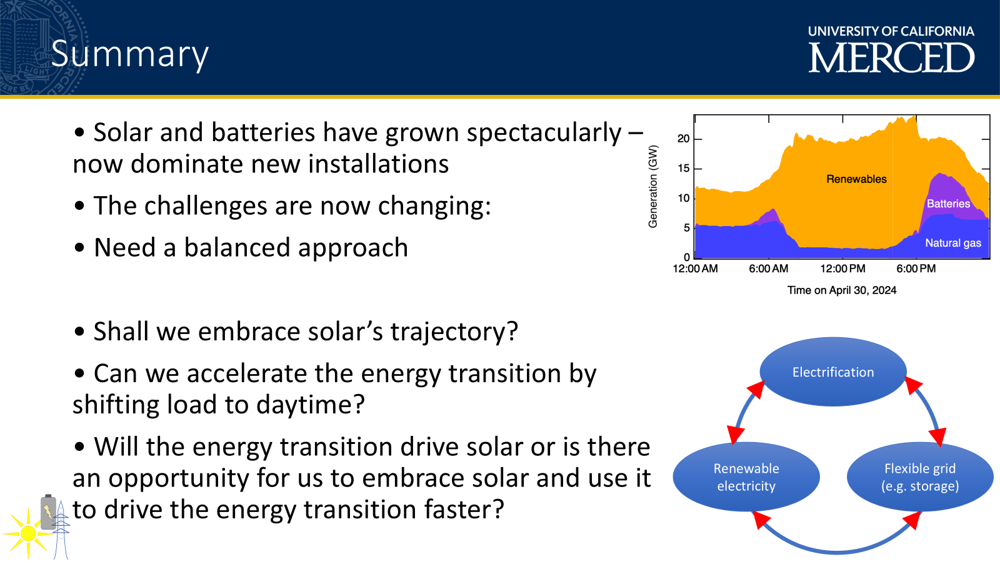 Summary
UNIVERSITY OF CALIFORNIA
MERCED
LIGHT
THERE BE
CALIFORNIA
MERCED
• Solar and batteries have grown spectacularly –
now dominate new installations
• The challenges are now changing:
• Need a balanced approach
• Shall we embrace solar’s trajectory?
• Can we accelerate the energy transition by
shifting load to daytime?
• Will the energy transition drive solar or is there
an opportunity for us to embrace solar and use it
to drive the energy transition faster?
Generation (GW)
20
15
10
5
0
Renewables
Batteries
Natural gas
12:00 AM
6:00 AM
12:00 PM
6:00 PM
Time on April 30, 2024
Electrification
Renewable
electricity
Flexible grid
(e.g. storage)